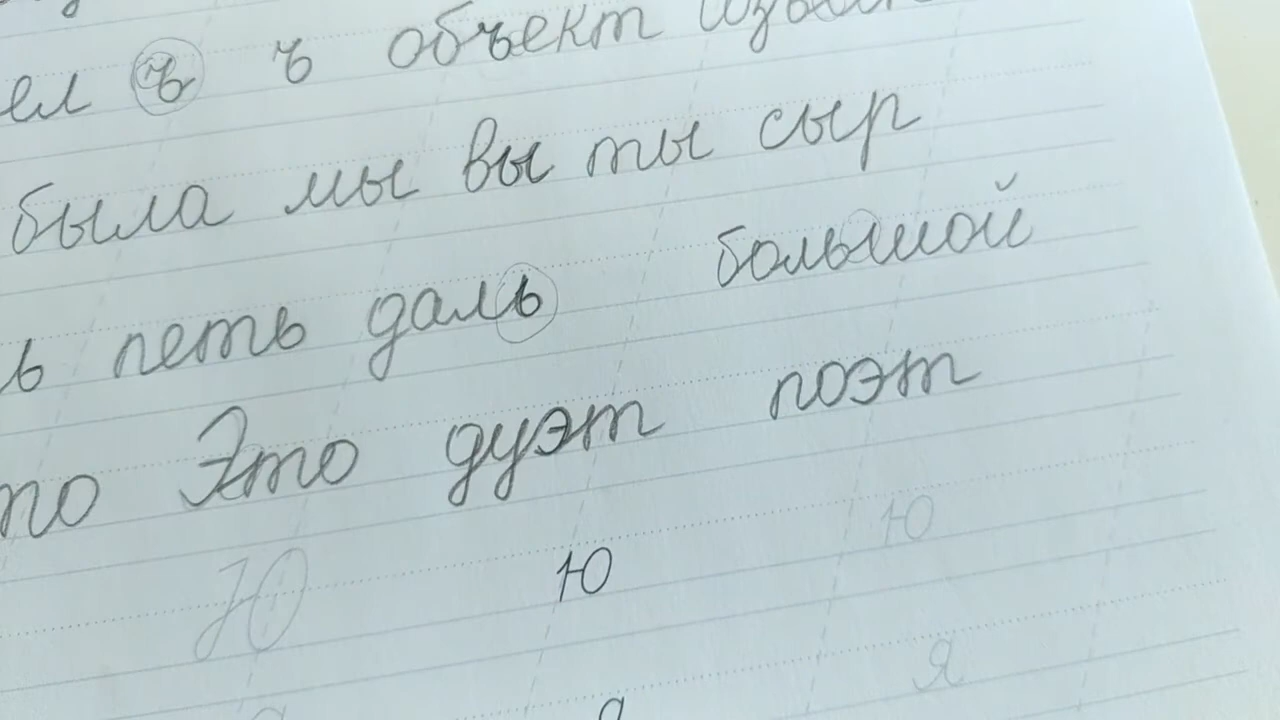 ъ ъ объект
была мы вы ты сыр
ь петь даль большой
Это дуэт поэт
Ю ю ю
я